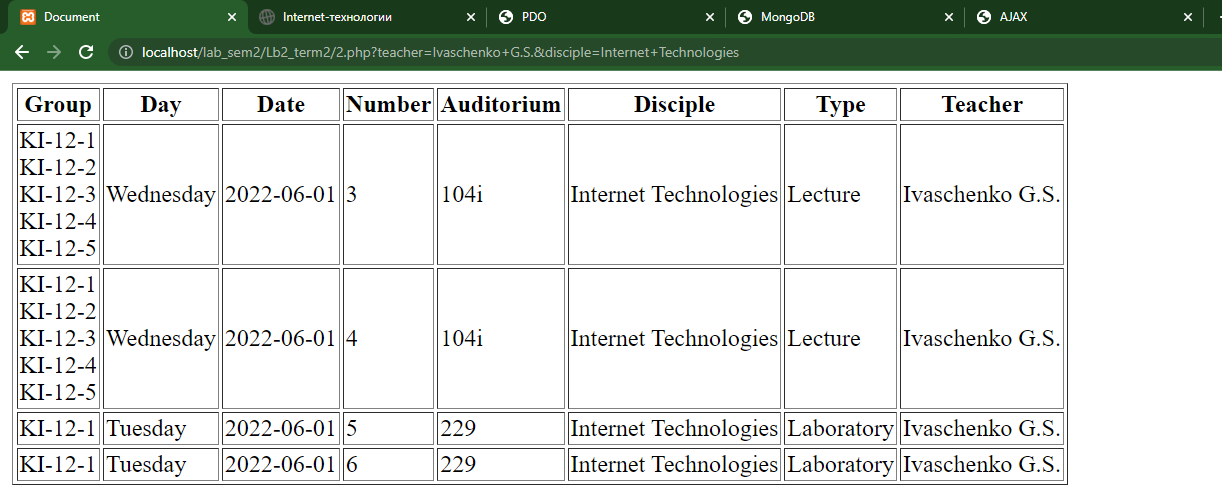 Document Internet-технологии PDO MongoDB AJAX
localhost/lab_sem2/Lb2_term2/2.php?teacher=Ivaschenko+G.S.&disciple=Internet+Technologies
Group Day Date Number Auditorium Disciple Type Teacher
KI-12-1
KI-12-2
KI-12-3 Wednesday 2022-06-01 3 104i Internet Technologies Lecture Ivaschenko G.S.
KI-12-4
KI-12-5
KI-12-1
KI-12-2
KI-12-3 Wednesday 2022-06-01 4 104i Internet Technologies Lecture Ivaschenko G.S.
KI-12-4
KI-12-5
KI-12-1 Tuesday 2022-06-01 5 229 Internet Technologies Laboratory Ivaschenko G.S.
KI-12-1 Tuesday 2022-06-01 6 229 Internet Technologies Laboratory Ivaschenko G.S.